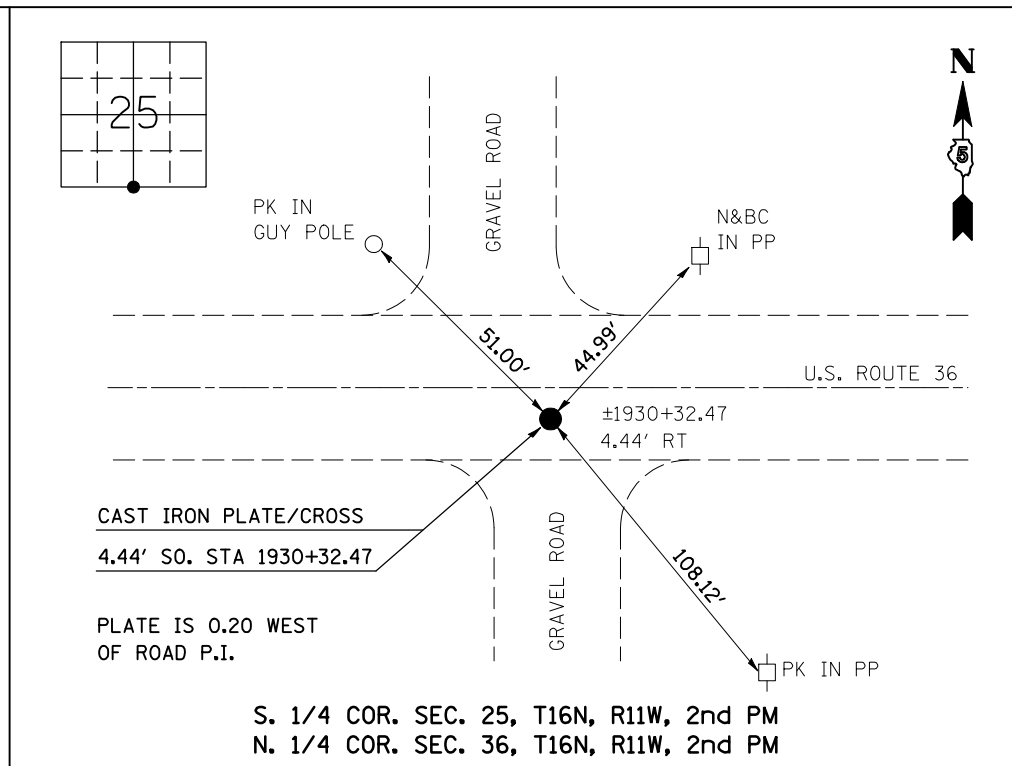 25
N
5
GRAVEL ROAD
PK IN
GUY POLE
N&BC
IN PP
51.00'
44.99'
U.S. ROUTE 36
±1930+32.47
4.44' RT
CAST IRON PLATE/CROSS
4.44' SO. STA 1930+32.47
GRAVEL ROAD
108.12'
PLATE IS 0.20 WEST
OF ROAD P.I.
PK IN PP
S. 1/4 COR. SEC. 25, T16N, R11W, 2nd PM
N. 1/4 COR. SEC. 36, T16N, R11W, 2nd PM